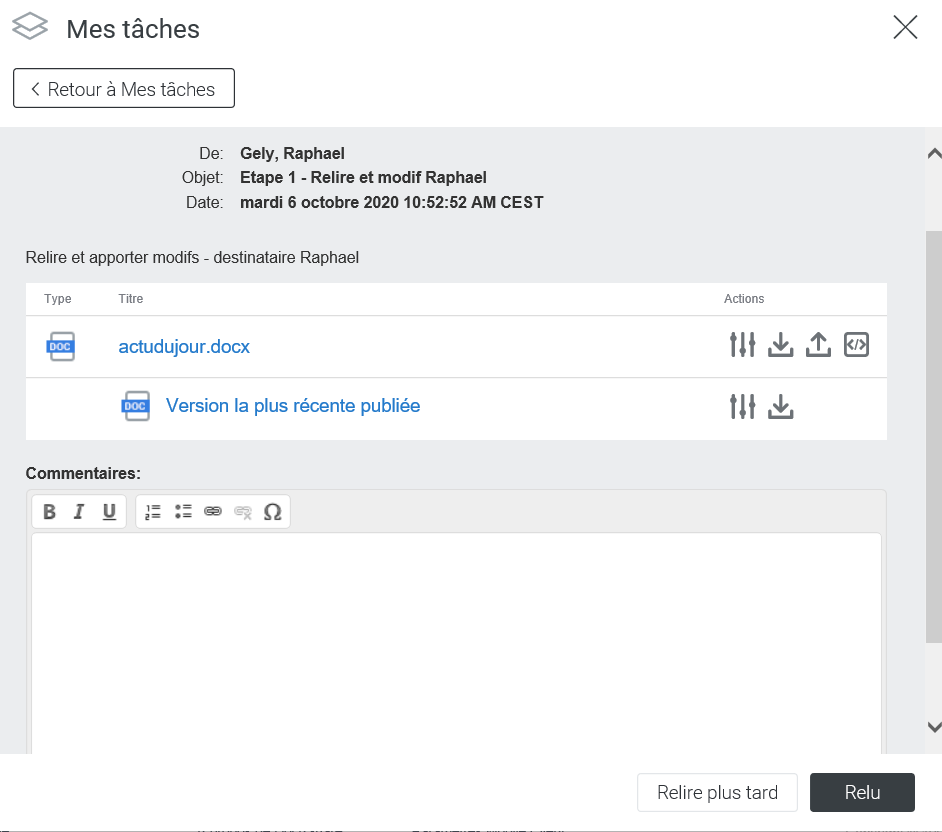 Mes tâches
Retour à Mes tâches
De: Gely, Raphael
Objet: Etape 1 - Relire et modif Raphael
Date: mardi 6 octobre 2020 10:52:52 AM CEST
Relire et apporter modifs - destinataire Raphael
Type Titre Actions
DOC actudujour.docx
DOC Version la plus récente publiée
Commentaires:
B I U Ω
Relire plus tard Relu